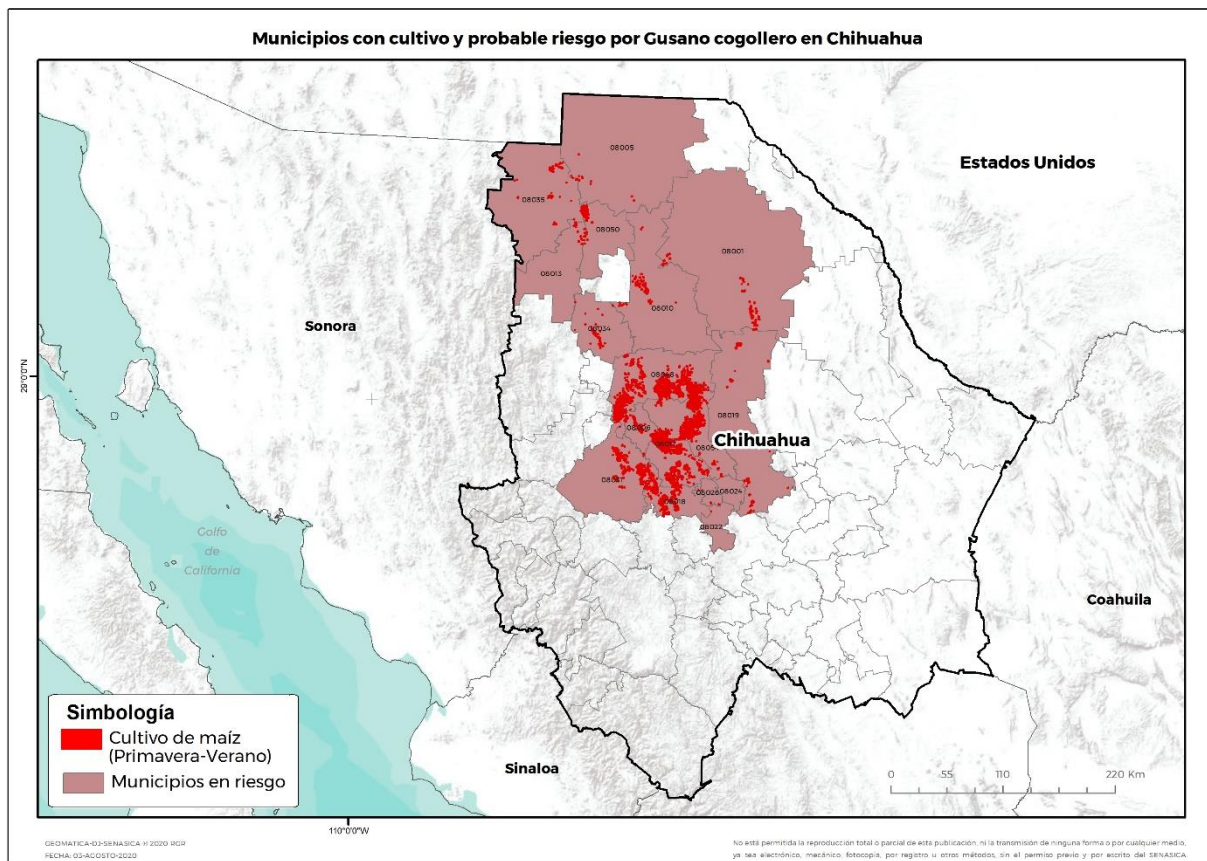 Municipios con cultivo y probable riesgo por Gusano cogollero en Chihuahua
08005
Estados Unidos
08035
08050
08001
08013
08010
Sonora
08034
29°0'0"N
08048
08019
Chihuahua
08031
08024
08022
Golfo
de
California
Coahuila
Simbología
Cultivo de maíz
(Primavera-Verano)
Municipios en riesgo
Sinaloa
0 55 110 220 Km
110°0'0"W
GEOMATICA-DJ-SENASICA © 2020 RGR
FECHA: 03-AGOSTO-2020
No está permitida la reproducción total o parcial de esta publicación, ni la transmisión de ninguna forma o por cualquier medio,
ya sea electrónico, mecánico, fotocopia, por registro u otros métodos, sin el permiso previo y por escrito del SENASICA.